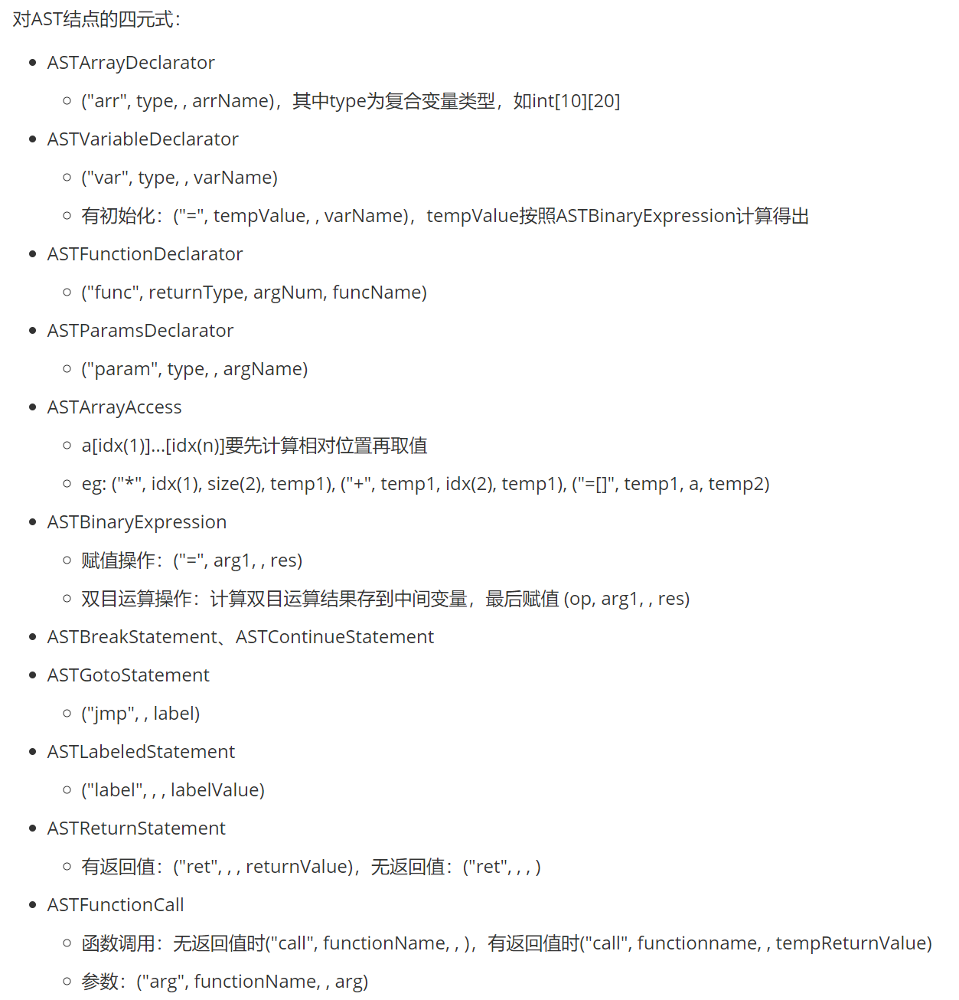 对AST结点的四元式：
ASTArrayDeclarator
("arr", type, , arrName)，其中type为复合变量类型，如int[10][20]
ASTVariableDeclarator
("var", type, , varName)
有初始化：("=", tempValue, , varName)，tempValue按照ASTBinaryExpression计算得出
ASTFunctionDeclarator
("func", returnType, argNum, funcName)
ASTParamsDeclarator
("param", type, , argName)
ASTArrayAccess
a[idx(1)]...[idx(n)]要先计算相对位置再取值
eg: ("*", idx(1), size(2), temp1), ("+", temp1, idx(2), temp1), ("=[]", temp1, a, temp2)
ASTBinaryExpression
赋值操作：("=", arg1, , res)
双目运算操作：计算双目运算结果存到中间变量，最后赋值 (op, arg1, , res)
ASTBreakStatement、ASTContinueStatement
ASTGotoStatement
("jmp", , label)
ASTLabeledStatement
("label", , , labelValue)
ASTReturnStatement
有返回值：("ret", , , returnValue)，无返回值：("ret", , , )
ASTFunctionCall
函数调用：无返回值时("call", functionName, , )，有返回值时("call", functionname, , tempReturnValue)
参数：("arg", functionName, , arg)